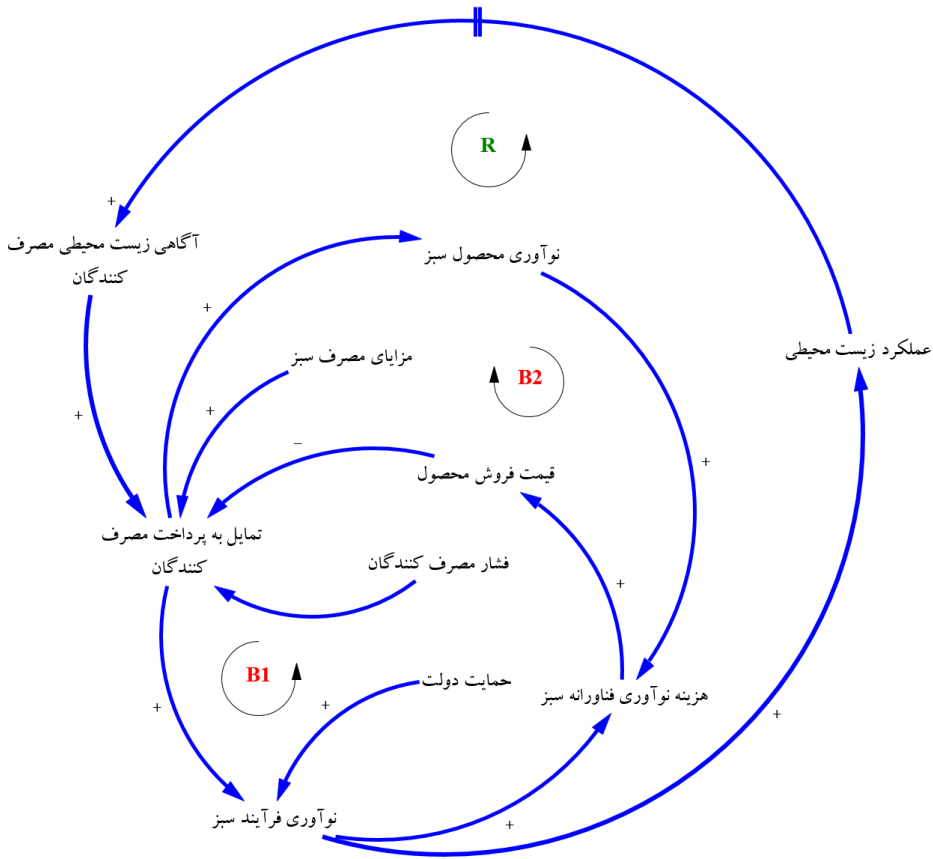 R
+
آگاهی زیست محیطی مصرف
کنندگان
نوآوری محصول سبز
+
عملکرد زیست محیطی
مزایای مصرف سبز
B2
+
+
–
+
قیمت فروش محصول
تمایل به پرداخت مصرف
کنندگان
فشار مصرف کنندگان
+
B1
حمایت دولت
هزینه نوآوری فناورانه سبز
+
+
+
نوآوری فرآیند سبز
+